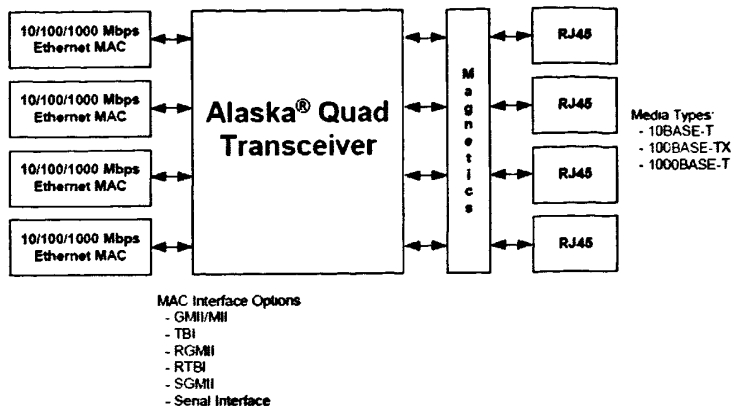 10/100/1000 Mbps
Ethernet MAC
10/100/1000 Mbps
Ethernet MAC
10/100/1000 Mbps
Ethernet MAC
10/100/1000 Mbps
Ethernet MAC
Alaska® Quad
Transceiver
Magnetics
RJ45
RJ45
RJ45
RJ45
Media Types:
- 10BASE-T
- 100BASE-TX
- 1000BASE-T
MAC Interface Options
- GMII/MII
- TBI
- RGMII
- RTBI
- SGMII
- Serial Interface